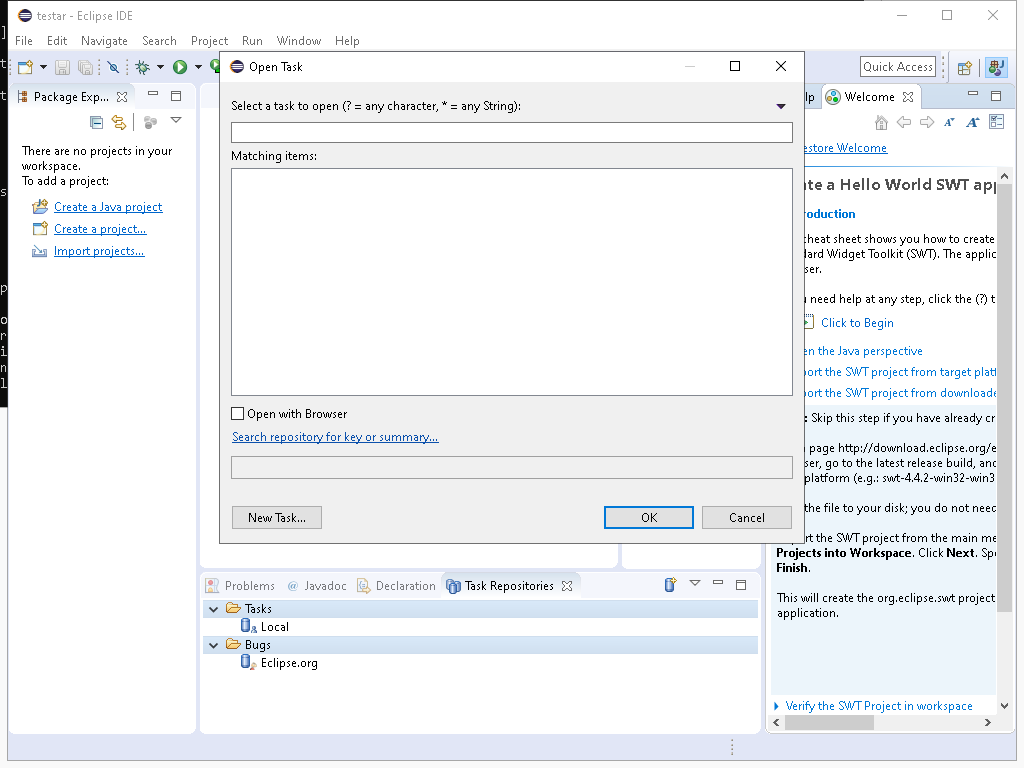 testar - Eclipse IDE
File Edit Navigate Search Project Run Window Help
Quick Access
Package Exp...
There are no projects in your
workspace.
To add a project:
Create a Java project
Create a project...
Import projects...
Open Task
Select a task to open (? = any character, * = any String):
Matching items:
Open with Browser
Search repository for key or summary...
New Task...
OK
Cancel
lp
Welcome
estore Welcome
te a Hello World SWT app
roduction
heat sheet shows you how to create
lard Widget Toolkit (SWT). The applic
ser.
need help at any step, click the (?) t
Click to Begin
en the Java perspective
port the SWT project from target platf
port the SWT project from downloade
: Skip this step if you have already cr
page http://download.eclipse.org/e
ser, go to the latest release build, and
platform (e.g.: swt-4.4.2-win32-win3
the file to your disk; you do not need
ort the SWT project from the main me
Projects into Workspace. Click Next. Spe
Finish.
This will create the org.eclipse.swt project
application.
Verify the SWT Project in workspace
Problems
@ Javadoc
Declaration
Task Repositories
Tasks
Local
Bugs
Eclipse.org